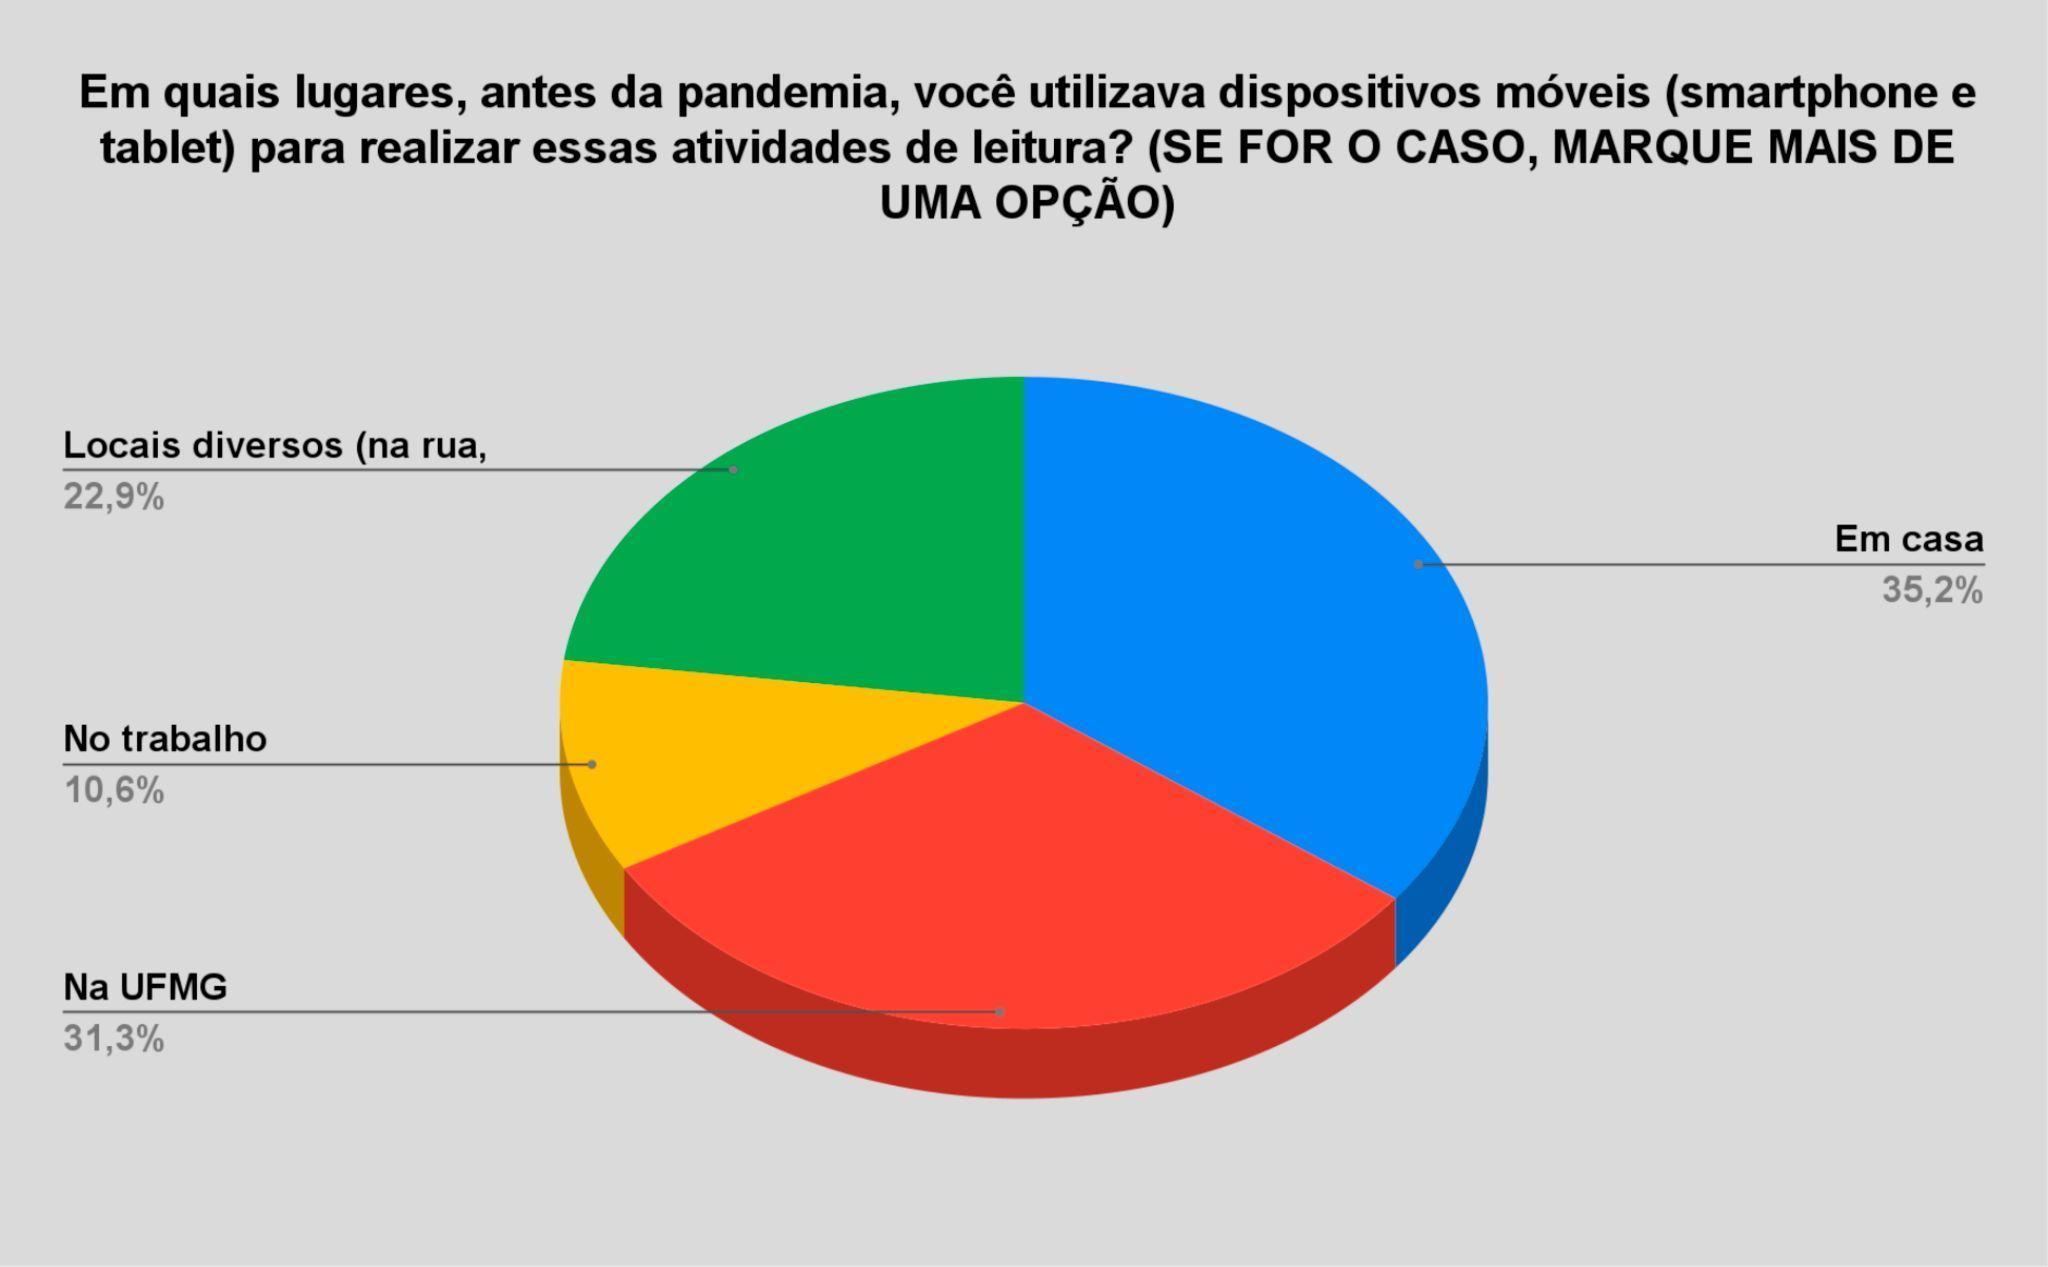 Em quais lugares, antes da pandemia, você utilizava dispositivos móveis (smartphone e
tablet) para realizar essas atividades de leitura? (SE FOR O CASO, MARQUE MAIS DE
UMA OPÇÃO)
Locais diversos (na rua,
22,9%
Em casa
35,2%
No trabalho
10,6%
Na UFMG
31,3%